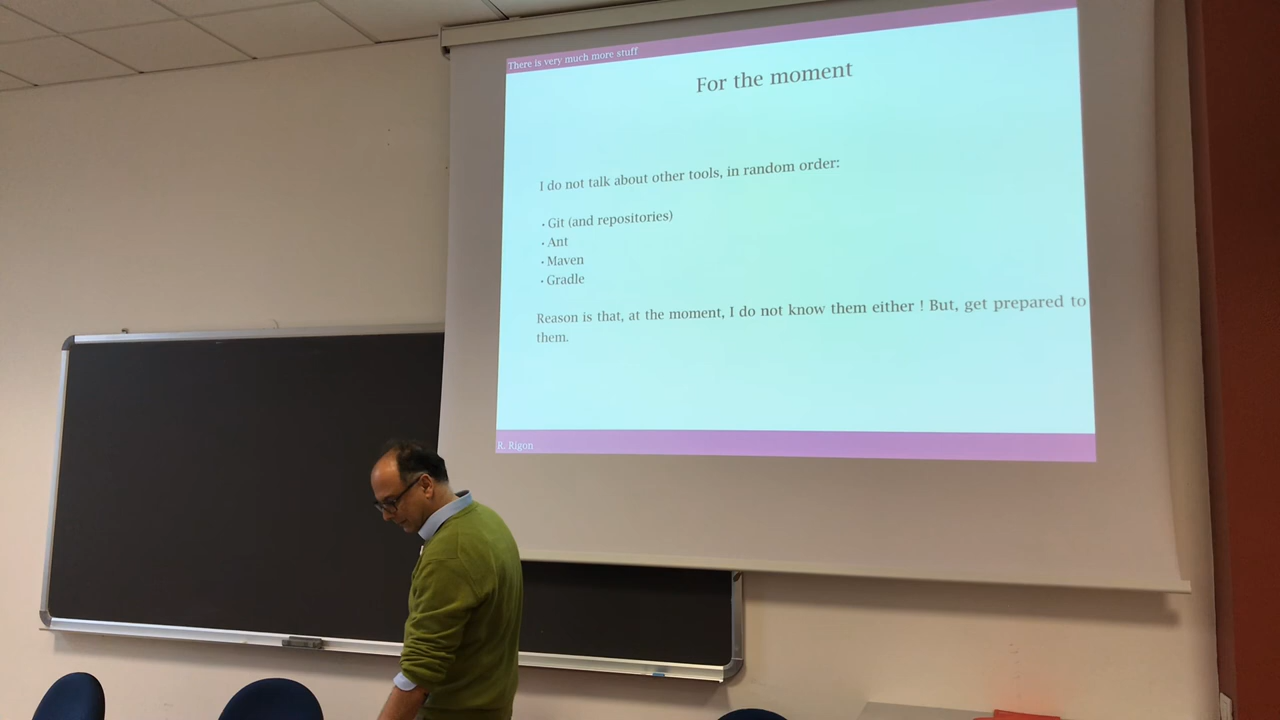 There is very much more stuff
For the moment
I do not talk about other tools, in random order:
· Git (and repositories)
· Ant
· Maven
· Gradle
Reason is that, at the moment, I do not know them either ! But, get prepared to
them.
R. Rigon